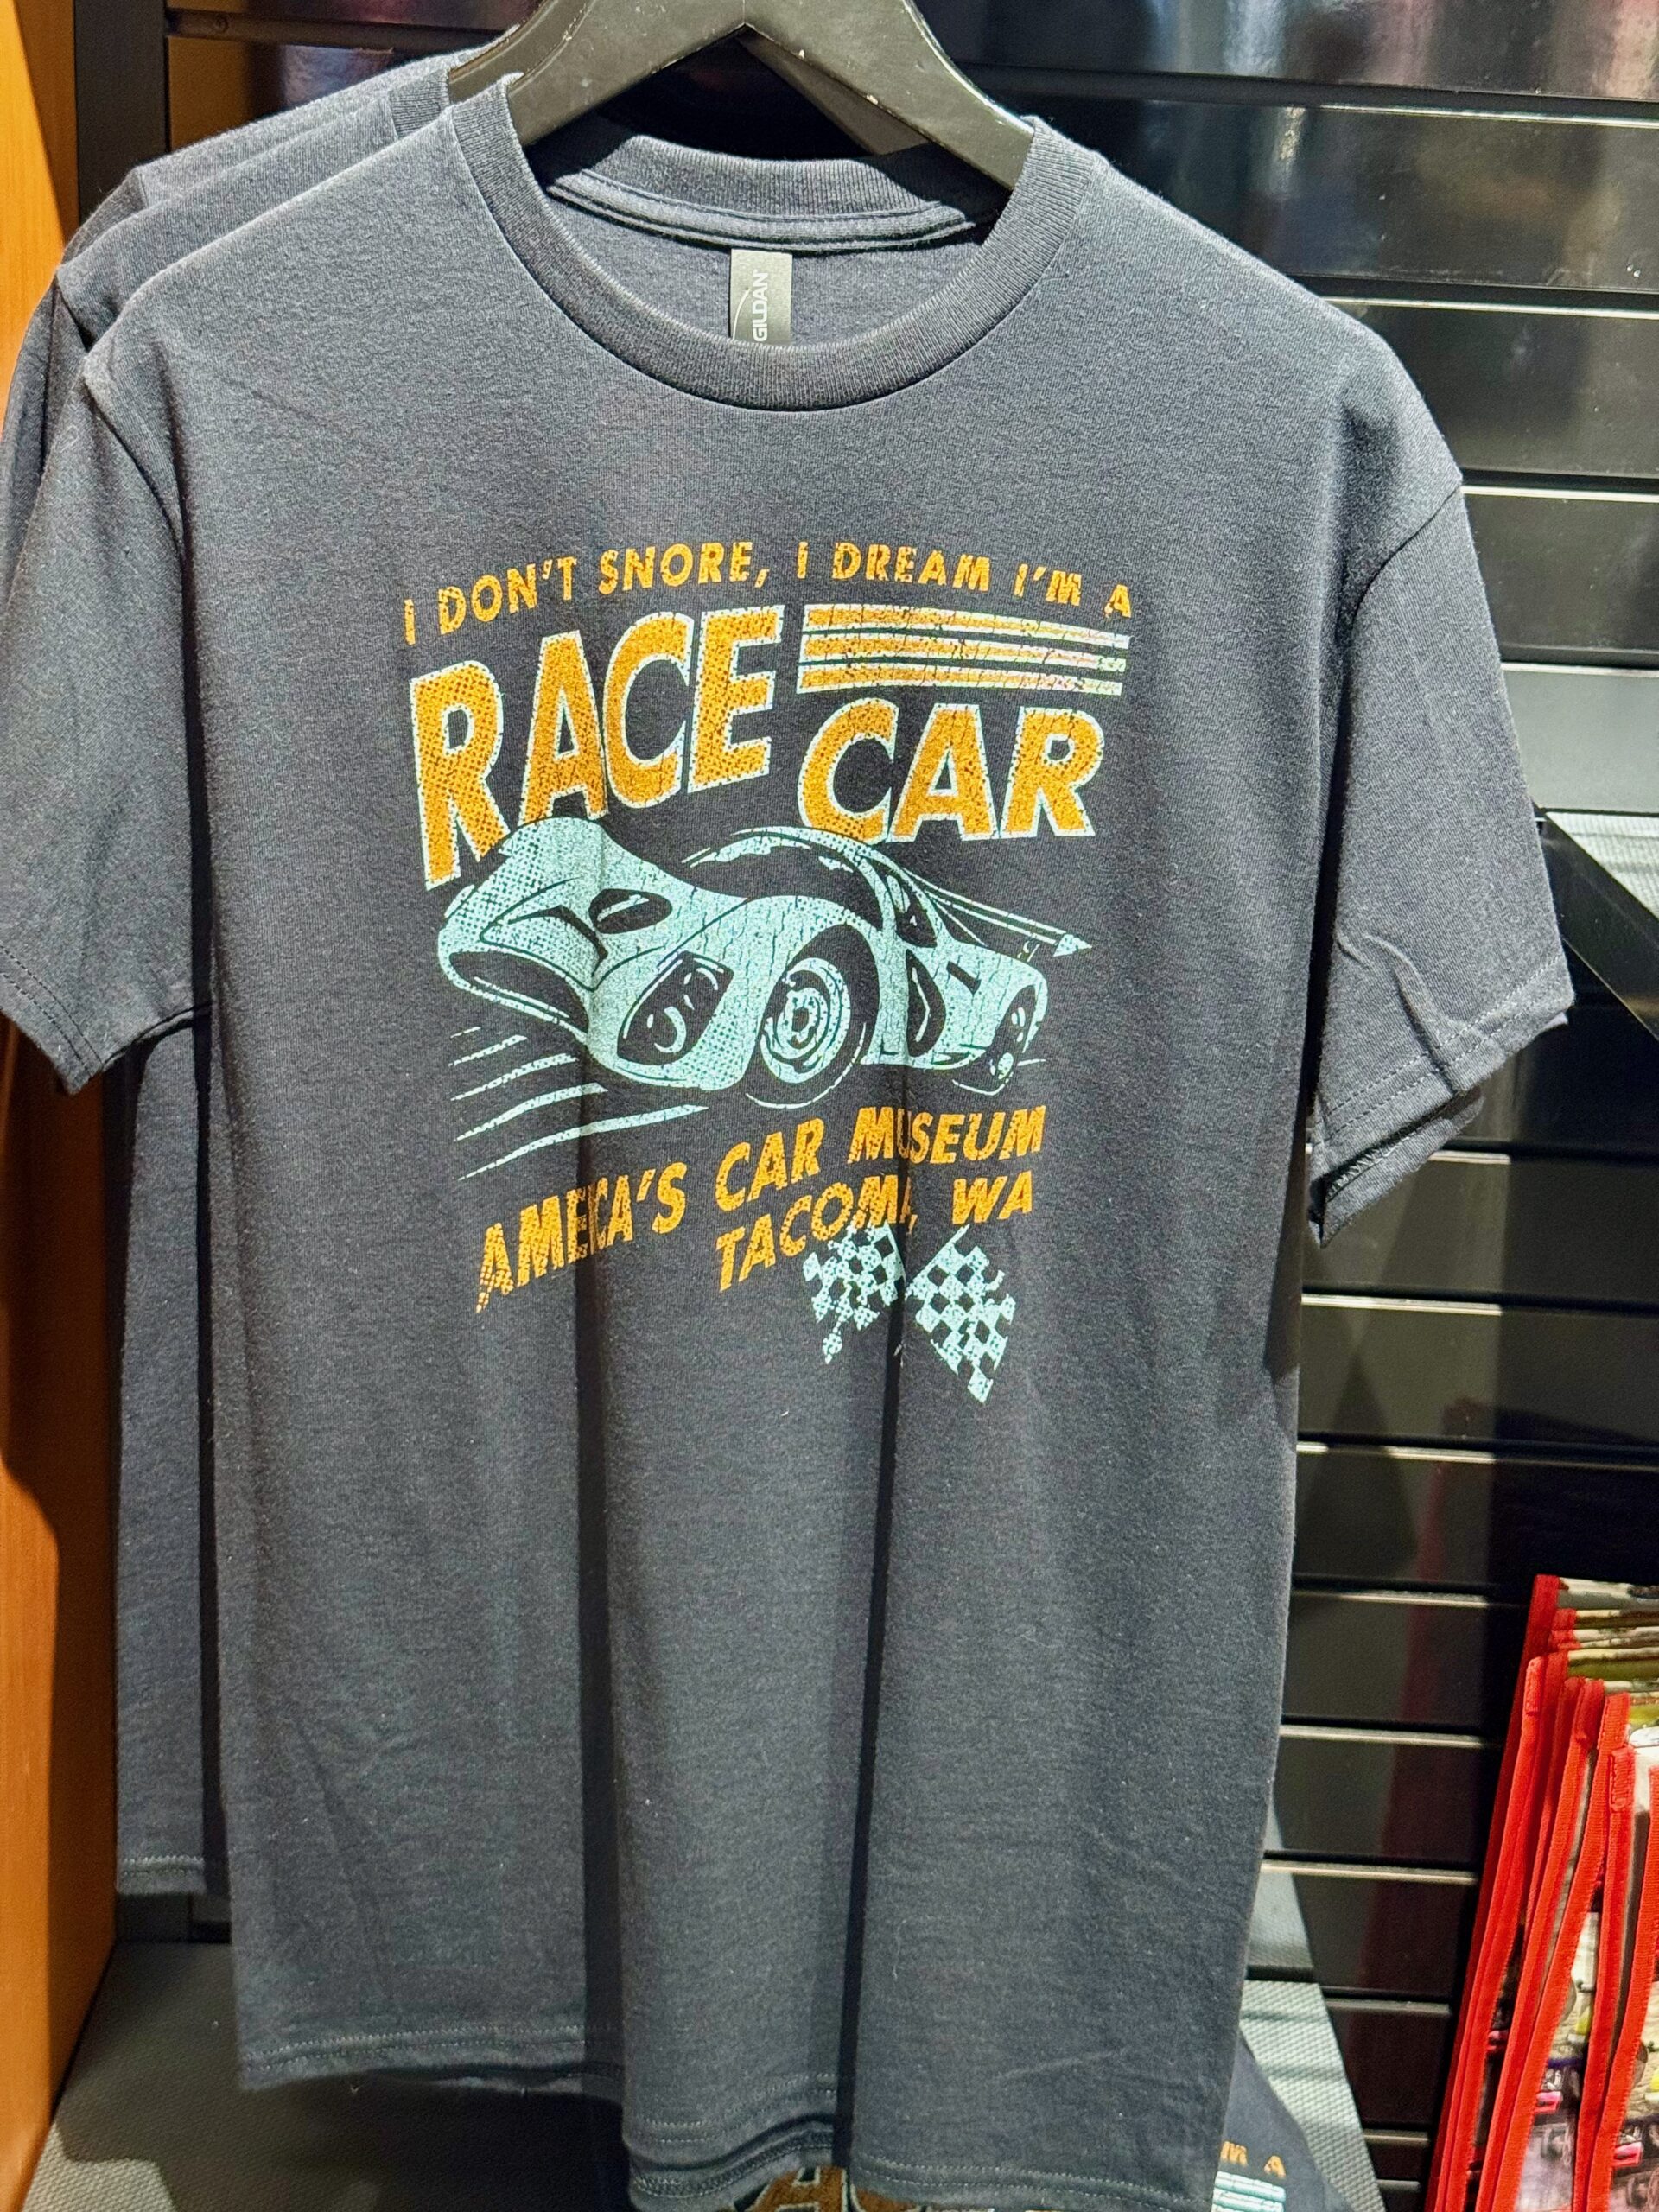 GILDAN
I DON'T SNORE, I DREAM I'M A
RACE
CAR
AMERICA'S CAR MUSEUM
TACOMA, WA
I'M A